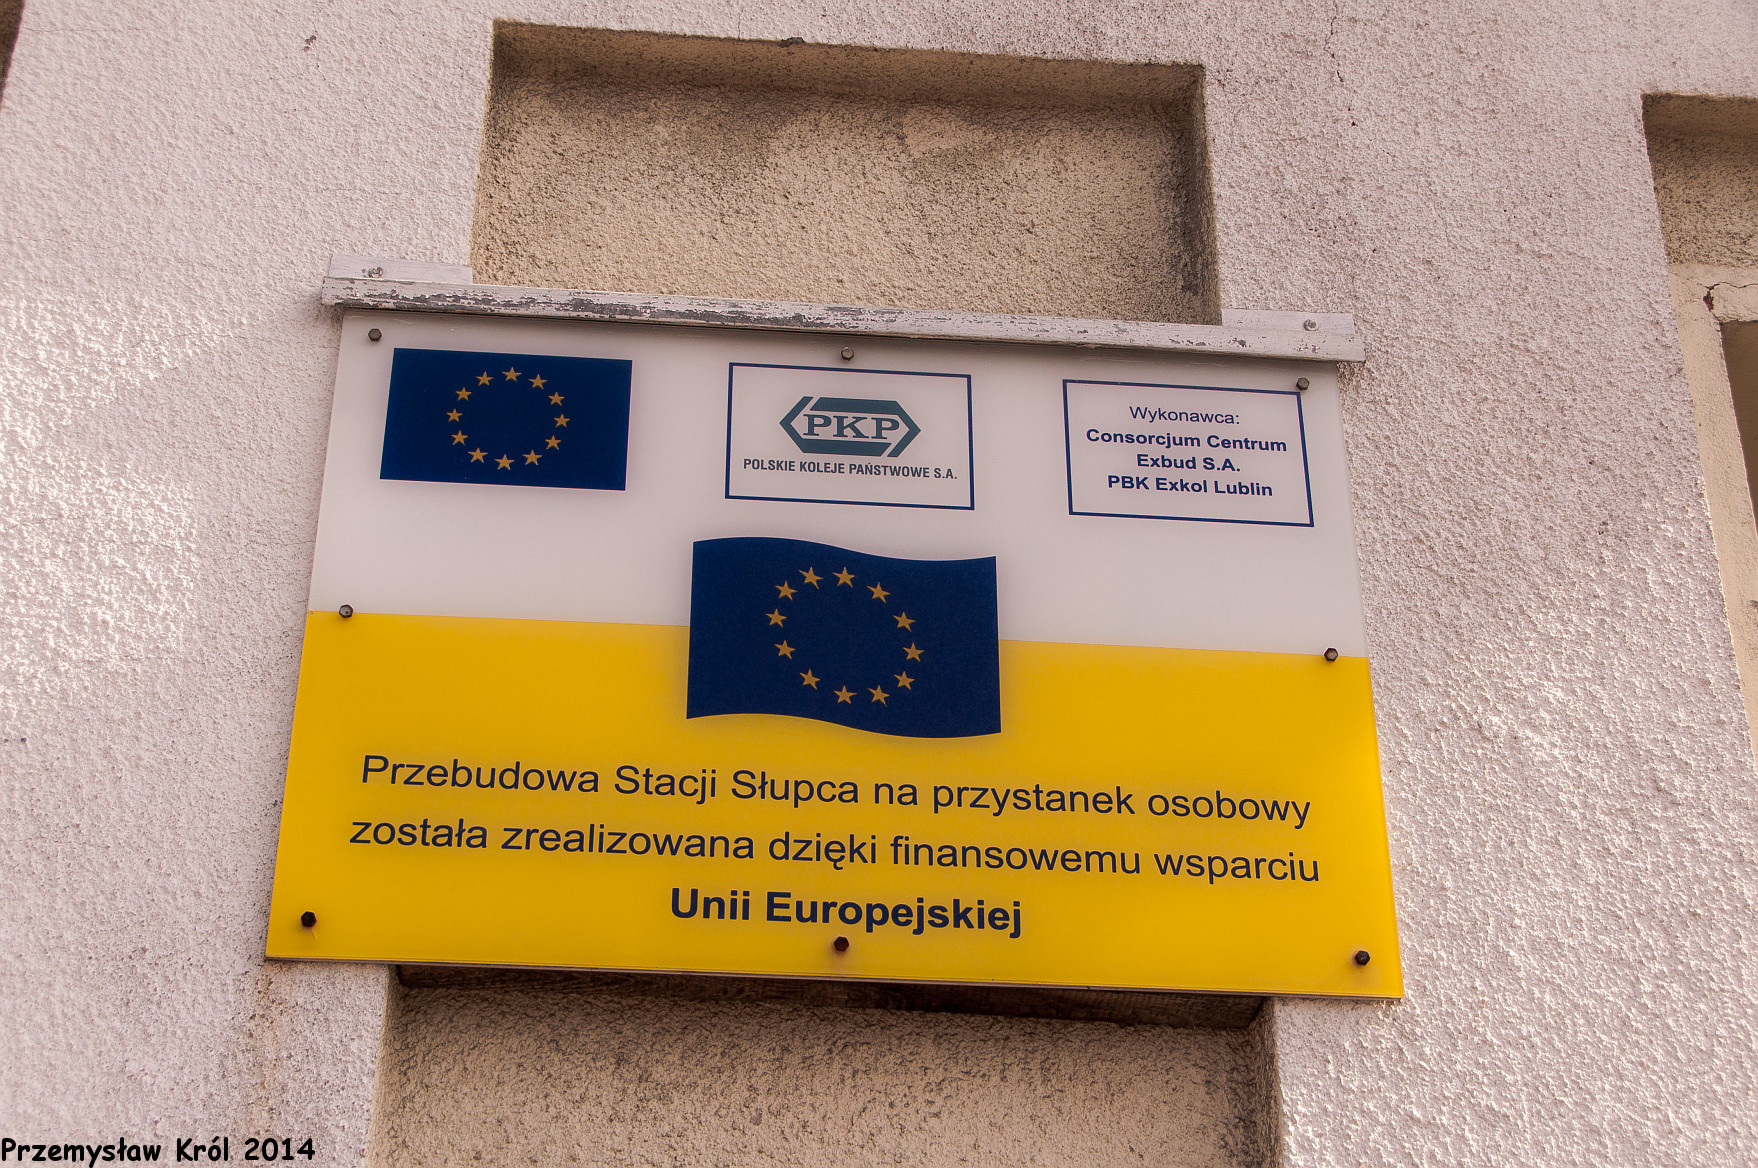 PKP
POLSKIE KOLEJE PAŃSTWOWE S.A.
Wykonawca:
Consorcjum Centrum
Exbud S.A.
PBK Exkol Lublin
Przebudowa Stacji Słupca na przystanek osobowy
została zrealizowana dzięki finansowemu wsparciu
Unii Europejskiej
Przemysław Król 2014